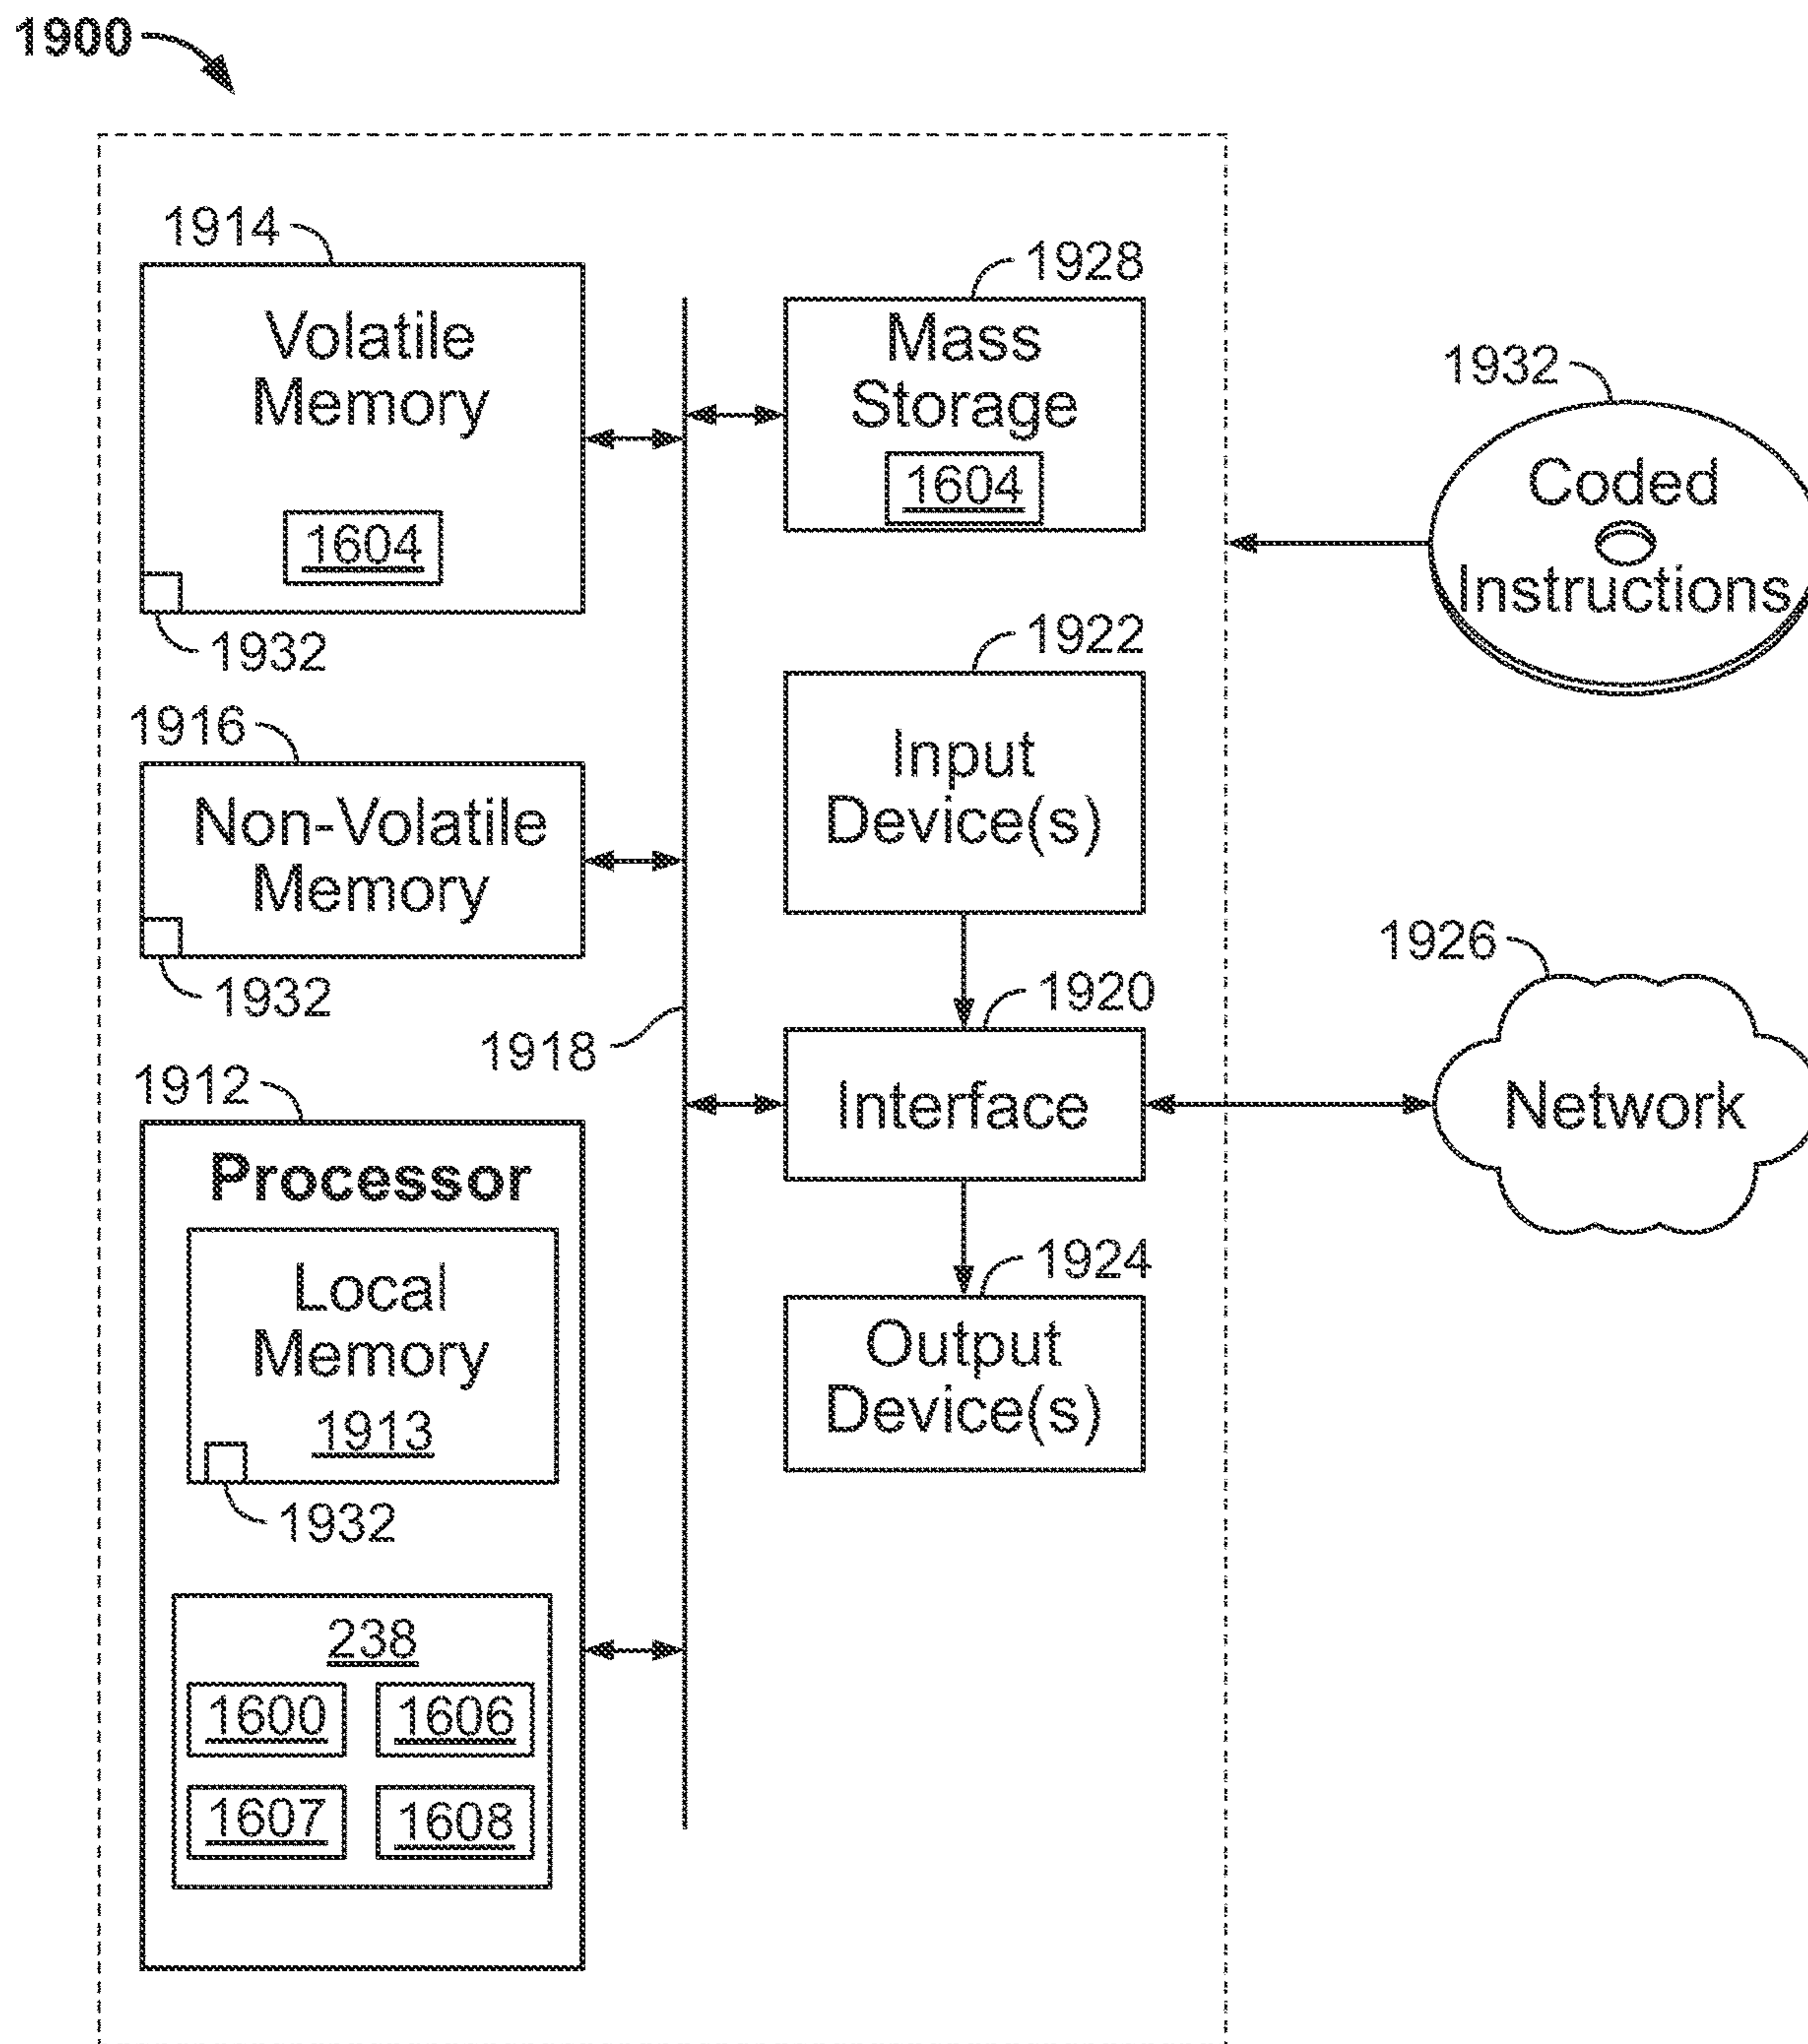 1900
1914
Volatile
Memory
1604
1932
1928
Mass
Storage
1604
1932
Coded
Instructions
1922
Input
Device(s)
1916
Non-Volatile
Memory
1932
1918
1920
Interface
1926
Network
1912
Processor
Local
Memory
1913
1932
1924
Output
Device(s)
238
1600
1606
1607
1608